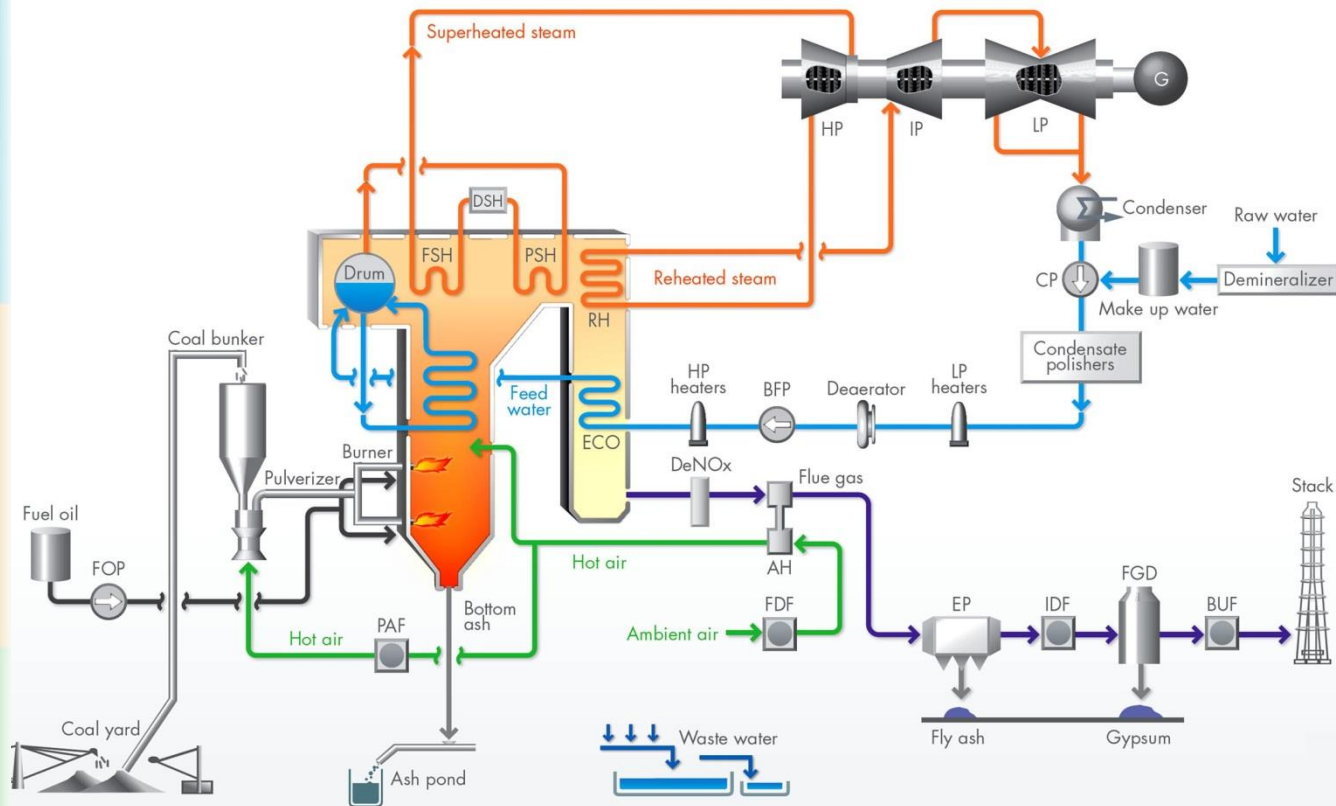 Superheated steam
G
HP
IP
LP
DSH
Condenser
Raw water
FSH
PSH
Drum
Reheated steam
CP
Demineralizer
Make up water
RH
Coal bunker
Condensate
polishers
HP
heaters
BFP
Deaerator
LP
heaters
Feed
water
ECO
Burner
DeNOx
Pulverizer
Flue gas
Stack
Fuel oil
Hot air
AH
FOP
FDF
FGD
Bottom
ash
EP
IDF
BUF
PAF
Hot air
Ambient air
Coal yard
Waste water
Fly ash
Gypsum
Ash pond